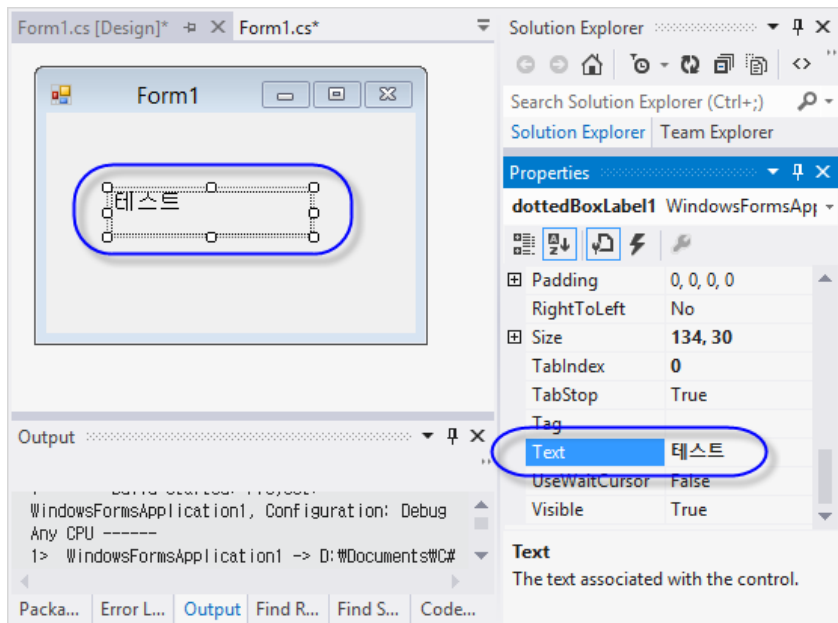 Form1.cs [Design]*
Form1.cs*
Form1
테스트
Output
WindowsFormsApplication1, Configuration: Debug
Any CPU ------
1>   WindowsFormsApplication1 -> D:₩Documents₩C#
Packa...
Error L...
Output
Find R...
Find S...
Code...
Solution Explorer
Search Solution Explorer (Ctrl+;)
Solution Explorer
Team Explorer
Properties
dottedBoxLabel1 WindowsFormsApp
Padding 0, 0, 0, 0
RightToLeft No
Size 134, 30
TabIndex 0
TabStop True
Tag
Text 테스트
UseWaitCursor False
Visible True
Text
The text associated with the control.